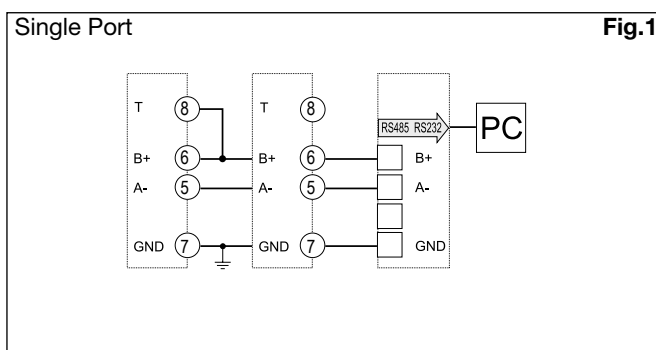 Single Port Fig.1
T 8 T 8
RS485 RS232 PC
B+ 6 B+ 6 B+
A- 5 A- 5 A-
GND 7 GND 7 GND